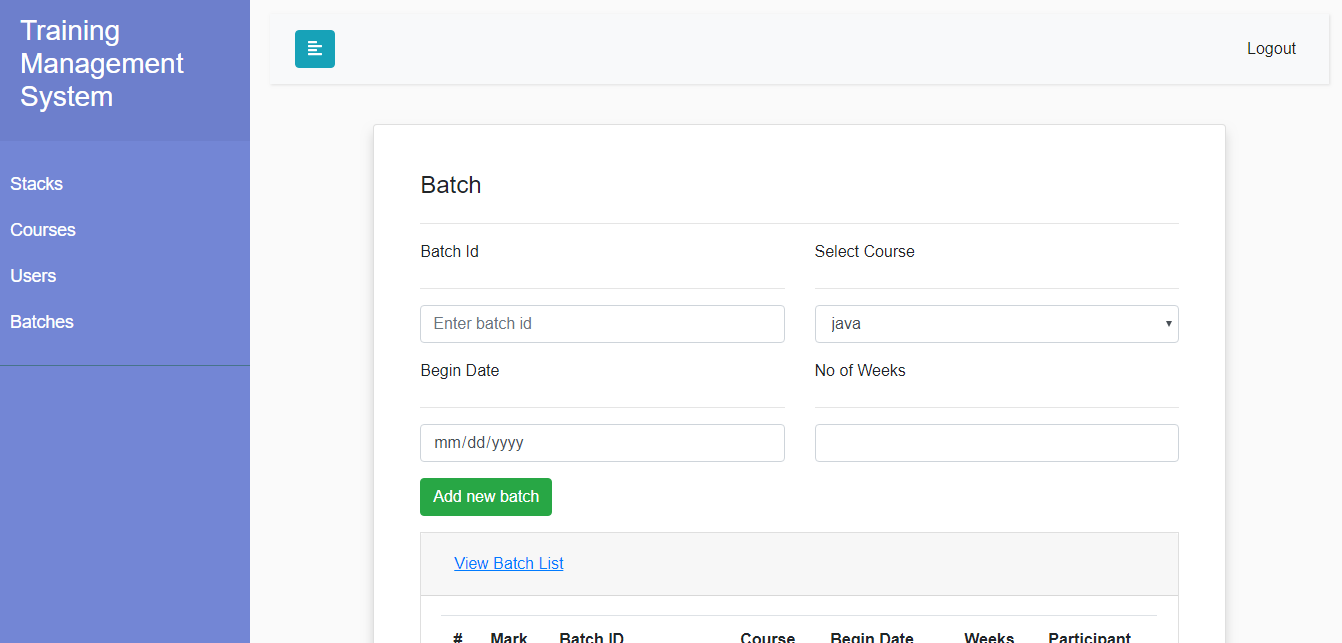 Training
Management
System
Logout
Stacks
Courses
Users
Batches
Batch
Batch Id
Select Course
Enter batch id
java
Begin Date
No of Weeks
mm/dd/yyyy
Add new batch
View Batch List
# Mark Batch ID Course Begin Date Weeks Participant